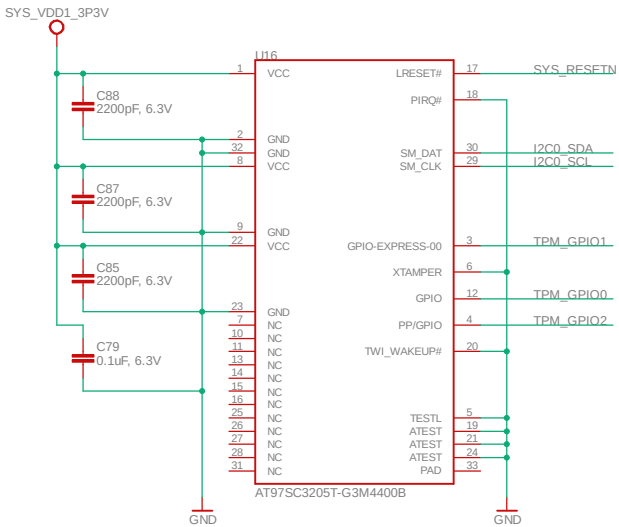 SYS_VDD1_3P3V
U16
1 VCC LRESET# 17 SYS_RESETN
C88
2200pF, 6.3V
PIRQ# 18
2 GND
32 GND SM_DAT 30 I2C0_SDA
8 VCC SM_CLK 29 I2C0_SCL
C87
2200pF, 6.3V
9 GND
22 VCC GPIO-EXPRESS-00 3 TPM_GPIO1
C85
2200pF, 6.3V
XTAMPER 6
GPIO 12 TPM_GPIO0
23 GND
7 NC PP/GPIO 4 TPM_GPIO2
10 NC
C79
0.1uF, 6.3V
11 NC TWI_WAKEUP# 20
13 NC
14 NC
15 NC
16 NC
25 NC TESTL 5
26 NC ATEST 19
27 NC ATEST 21
28 NC ATEST 24
31 NC PAD 33
AT97SC3205T-G3M4400B
GND GND